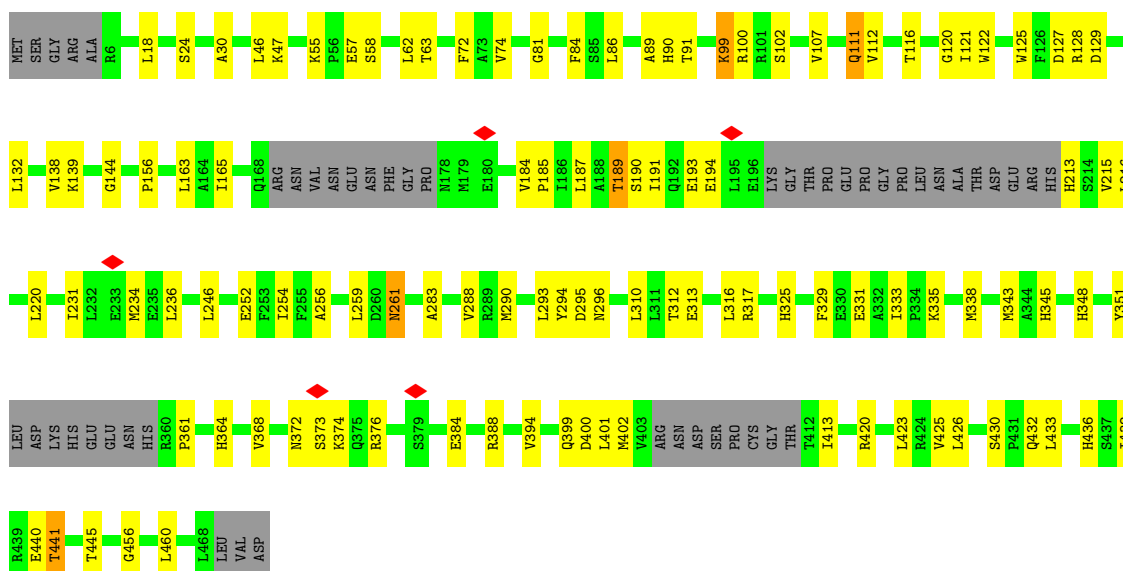 MET SER GLY ARG ALA R6 L18 S24 A30 L46 K47 K55 P56 E57 S58 L62 T63 F72 A73 V74 G81 F84 S85 L86 A89 H90 T91 K99 R100 R101 S102 V107 Q111 V112 T116 G120 I121 W122 W125 F126 D127 R128 D129
L132 V138 K139 G144 P156 L163 A164 I165 Q168 ARG ASN VAL ASN GLU ASN PHE GLY PRO N178 M179 E180 V184 P185 I186 L187 A188 T189 S190 I191 Q192 E193 E194 L195 E196 LYS GLY THR PRO GLU PRO GLY PRO LEU ASN ALA THR ASP GLU ARG HIS H213 S214 V215
L220 I231 L232 E233 M234 E235 L236 L246 E252 F253 I254 F255 A256 L259 D260 N261 A283 V288 R289 M290 L293 Y294 D295 N296 L310 L311 T312 E313 L316 R317 H325 F329 E330 E331 A332 I333 P334 K335 M338 M343 A344 H345 H348 Y351
LEU ASP LYS HIS GLU GLU ASN HIS R360 P361 H364 V368 N372 S373 K374 Q375 R376 S379 E384 R388 V394 Q399 D400 L401 M402 V403 ARG ASN ASP SER PRO CYS GLY THR T412 I413 R420 L423 R424 V425 L426 S430 P431 Q432 L433 H436 S437
R439 E440 T441 T445 G456 L460 L468 LEU VAL ASP